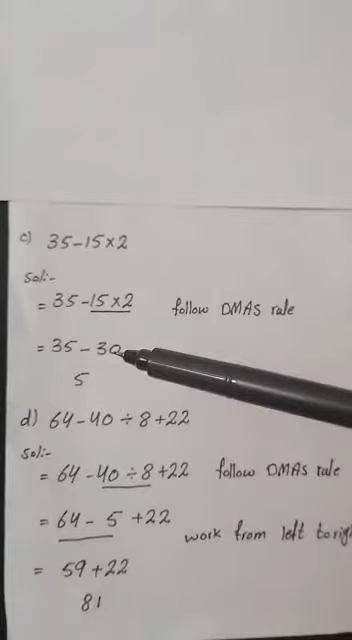 c) 35-15×2
Sol:-
= 35-15×2 follow DMAS rule
= 35-30
5
d) 64-40÷8+22
Sol:-
= 64-40÷8+22 follow DMAS rule
= 64-5+22 work from left to righ
= 59+22
81